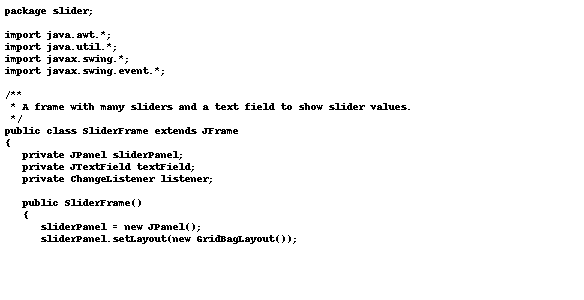 package slider;
import java.awt.*;
import java.util.*;
import javax.swing.*;
import javax.swing.event.*;
/**
 * A frame with many sliders and a text field to show slider values.
 */
public class SliderFrame extends JFrame
{
   private JPanel sliderPanel;
   private JTextField textField;
   private ChangeListener listener;
   public SliderFrame()
   {
      sliderPanel = new JPanel();
      sliderPanel.setLayout(new GridBagLayout());